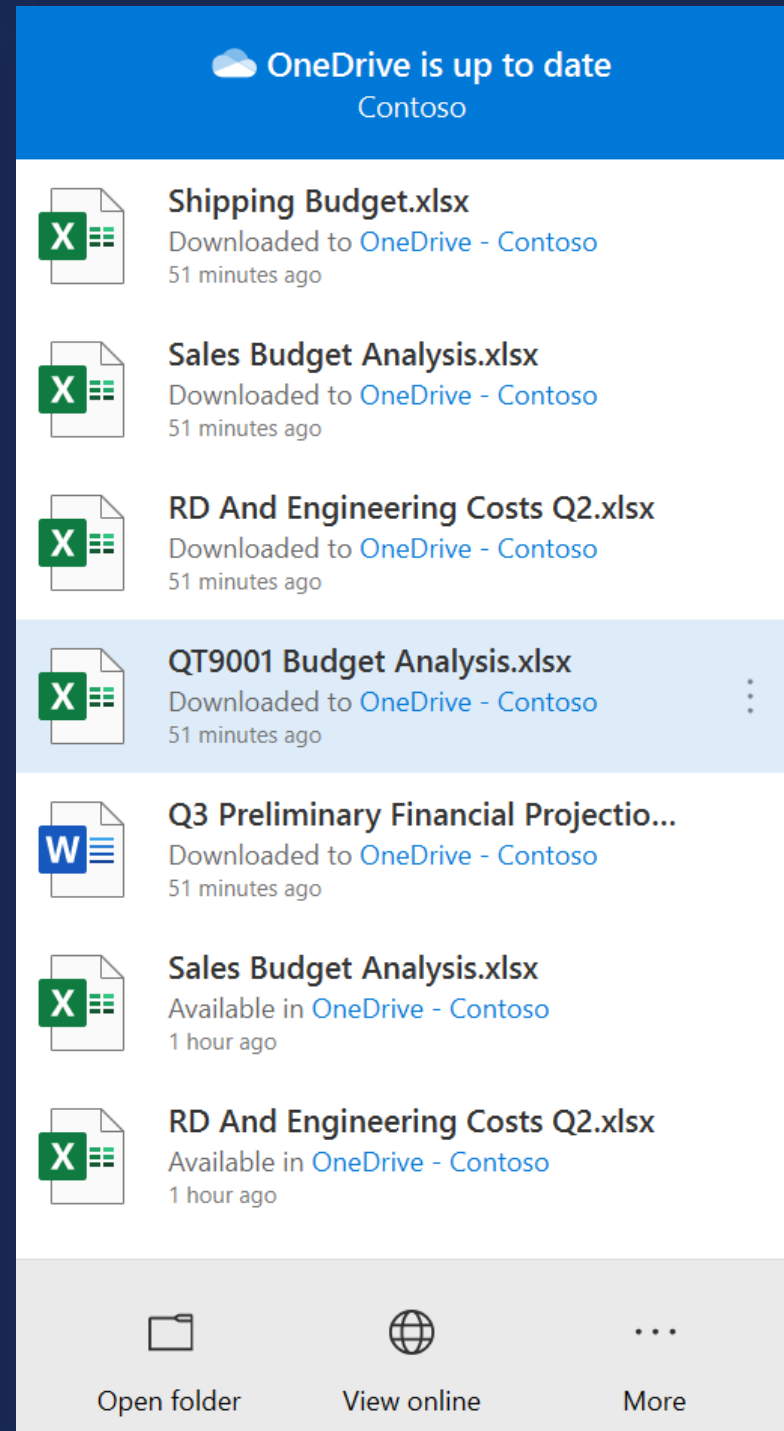 OneDrive is up to date
Contoso
Shipping Budget.xlsx
Downloaded to OneDrive - Contoso
51 minutes ago
Sales Budget Analysis.xlsx
Downloaded to OneDrive - Contoso
51 minutes ago
RD And Engineering Costs Q2.xlsx
Downloaded to OneDrive - Contoso
51 minutes ago
QT9001 Budget Analysis.xlsx
Downloaded to OneDrive - Contoso
51 minutes ago
Q3 Preliminary Financial Projectio...
Downloaded to OneDrive - Contoso
51 minutes ago
Sales Budget Analysis.xlsx
Available in OneDrive - Contoso
1 hour ago
RD And Engineering Costs Q2.xlsx
Available in OneDrive - Contoso
1 hour ago
Open folder View online More